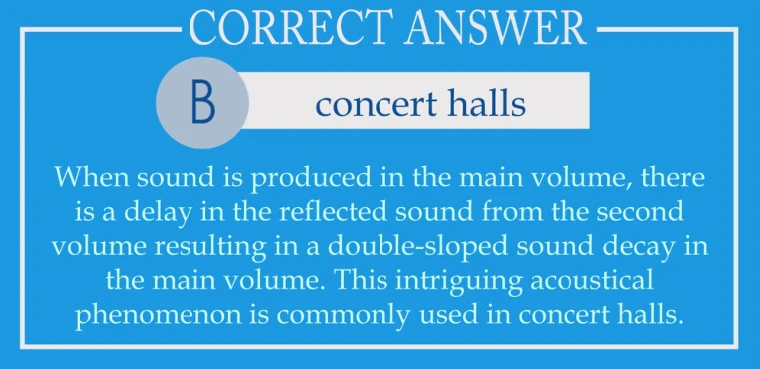 CORRECT ANSWER
B
concert halls
When sound is produced in the main volume, there
is a delay in the reflected sound from the second
volume resulting in a double-sloped sound decay in
the main volume. This intriguing acoustical
phenomenon is commonly used in concert halls.